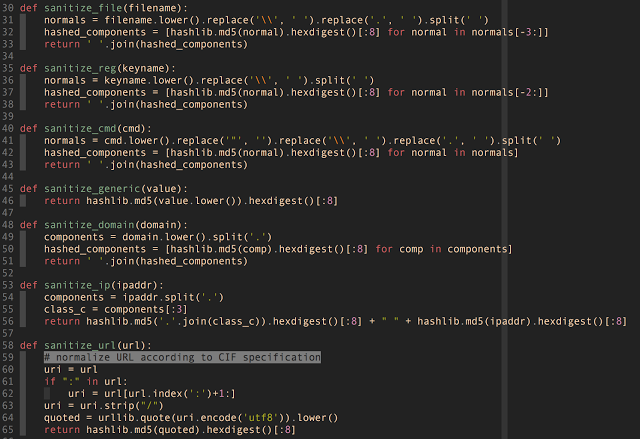 30 def sanitize_file(filename):
31     normals = filename.lower().replace('\\', ' ').replace('.', ' ').split(' ')
32     hashed_components = [hashlib.md5(normal).hexdigest()[:8] for normal in normals[-3:]]
33     return ' '.join(hashed_components)
34
35 def sanitize_reg(keyname):
36     normals = keyname.lower().replace('\\', ' ').split(' ')
37     hashed_components = [hashlib.md5(normal).hexdigest()[:8] for normal in normals[-2:]]
38     return ' '.join(hashed_components)
39
40 def sanitize_cmd(cmd):
41     normals = cmd.lower().replace('"', '').replace('\\', ' ').replace('.', ' ').split(' ')
42     hashed_components = [hashlib.md5(normal).hexdigest()[:8] for normal in normals]
43     return ' '.join(hashed_components)
44
45 def sanitize_generic(value):
46     return hashlib.md5(value.lower()).hexdigest()[:8]
47
48 def sanitize_domain(domain):
49     components = domain.lower().split('.')
50     hashed_components = [hashlib.md5(comp).hexdigest()[:8] for comp in components]
51     return ' '.join(hashed_components)
52
53 def sanitize_ip(ipaddr):
54     components = ipaddr.split('.')
55     class_c = components[:3]
56     return hashlib.md5('.'.join(class_c)).hexdigest()[:8] + " " + hashlib.md5(ipaddr).hexdigest()[:8]
57
58 def sanitize_url(url):
59     # normalize URL according to CIF specification
60     uri = url
61     if ":" in url:
62         uri = url[url.index(':')+1:]
63     uri = uri.strip("/")
64     quoted = urllib.quote(uri.encode('utf8')).lower()
65     return hashlib.md5(quoted).hexdigest()[:8]